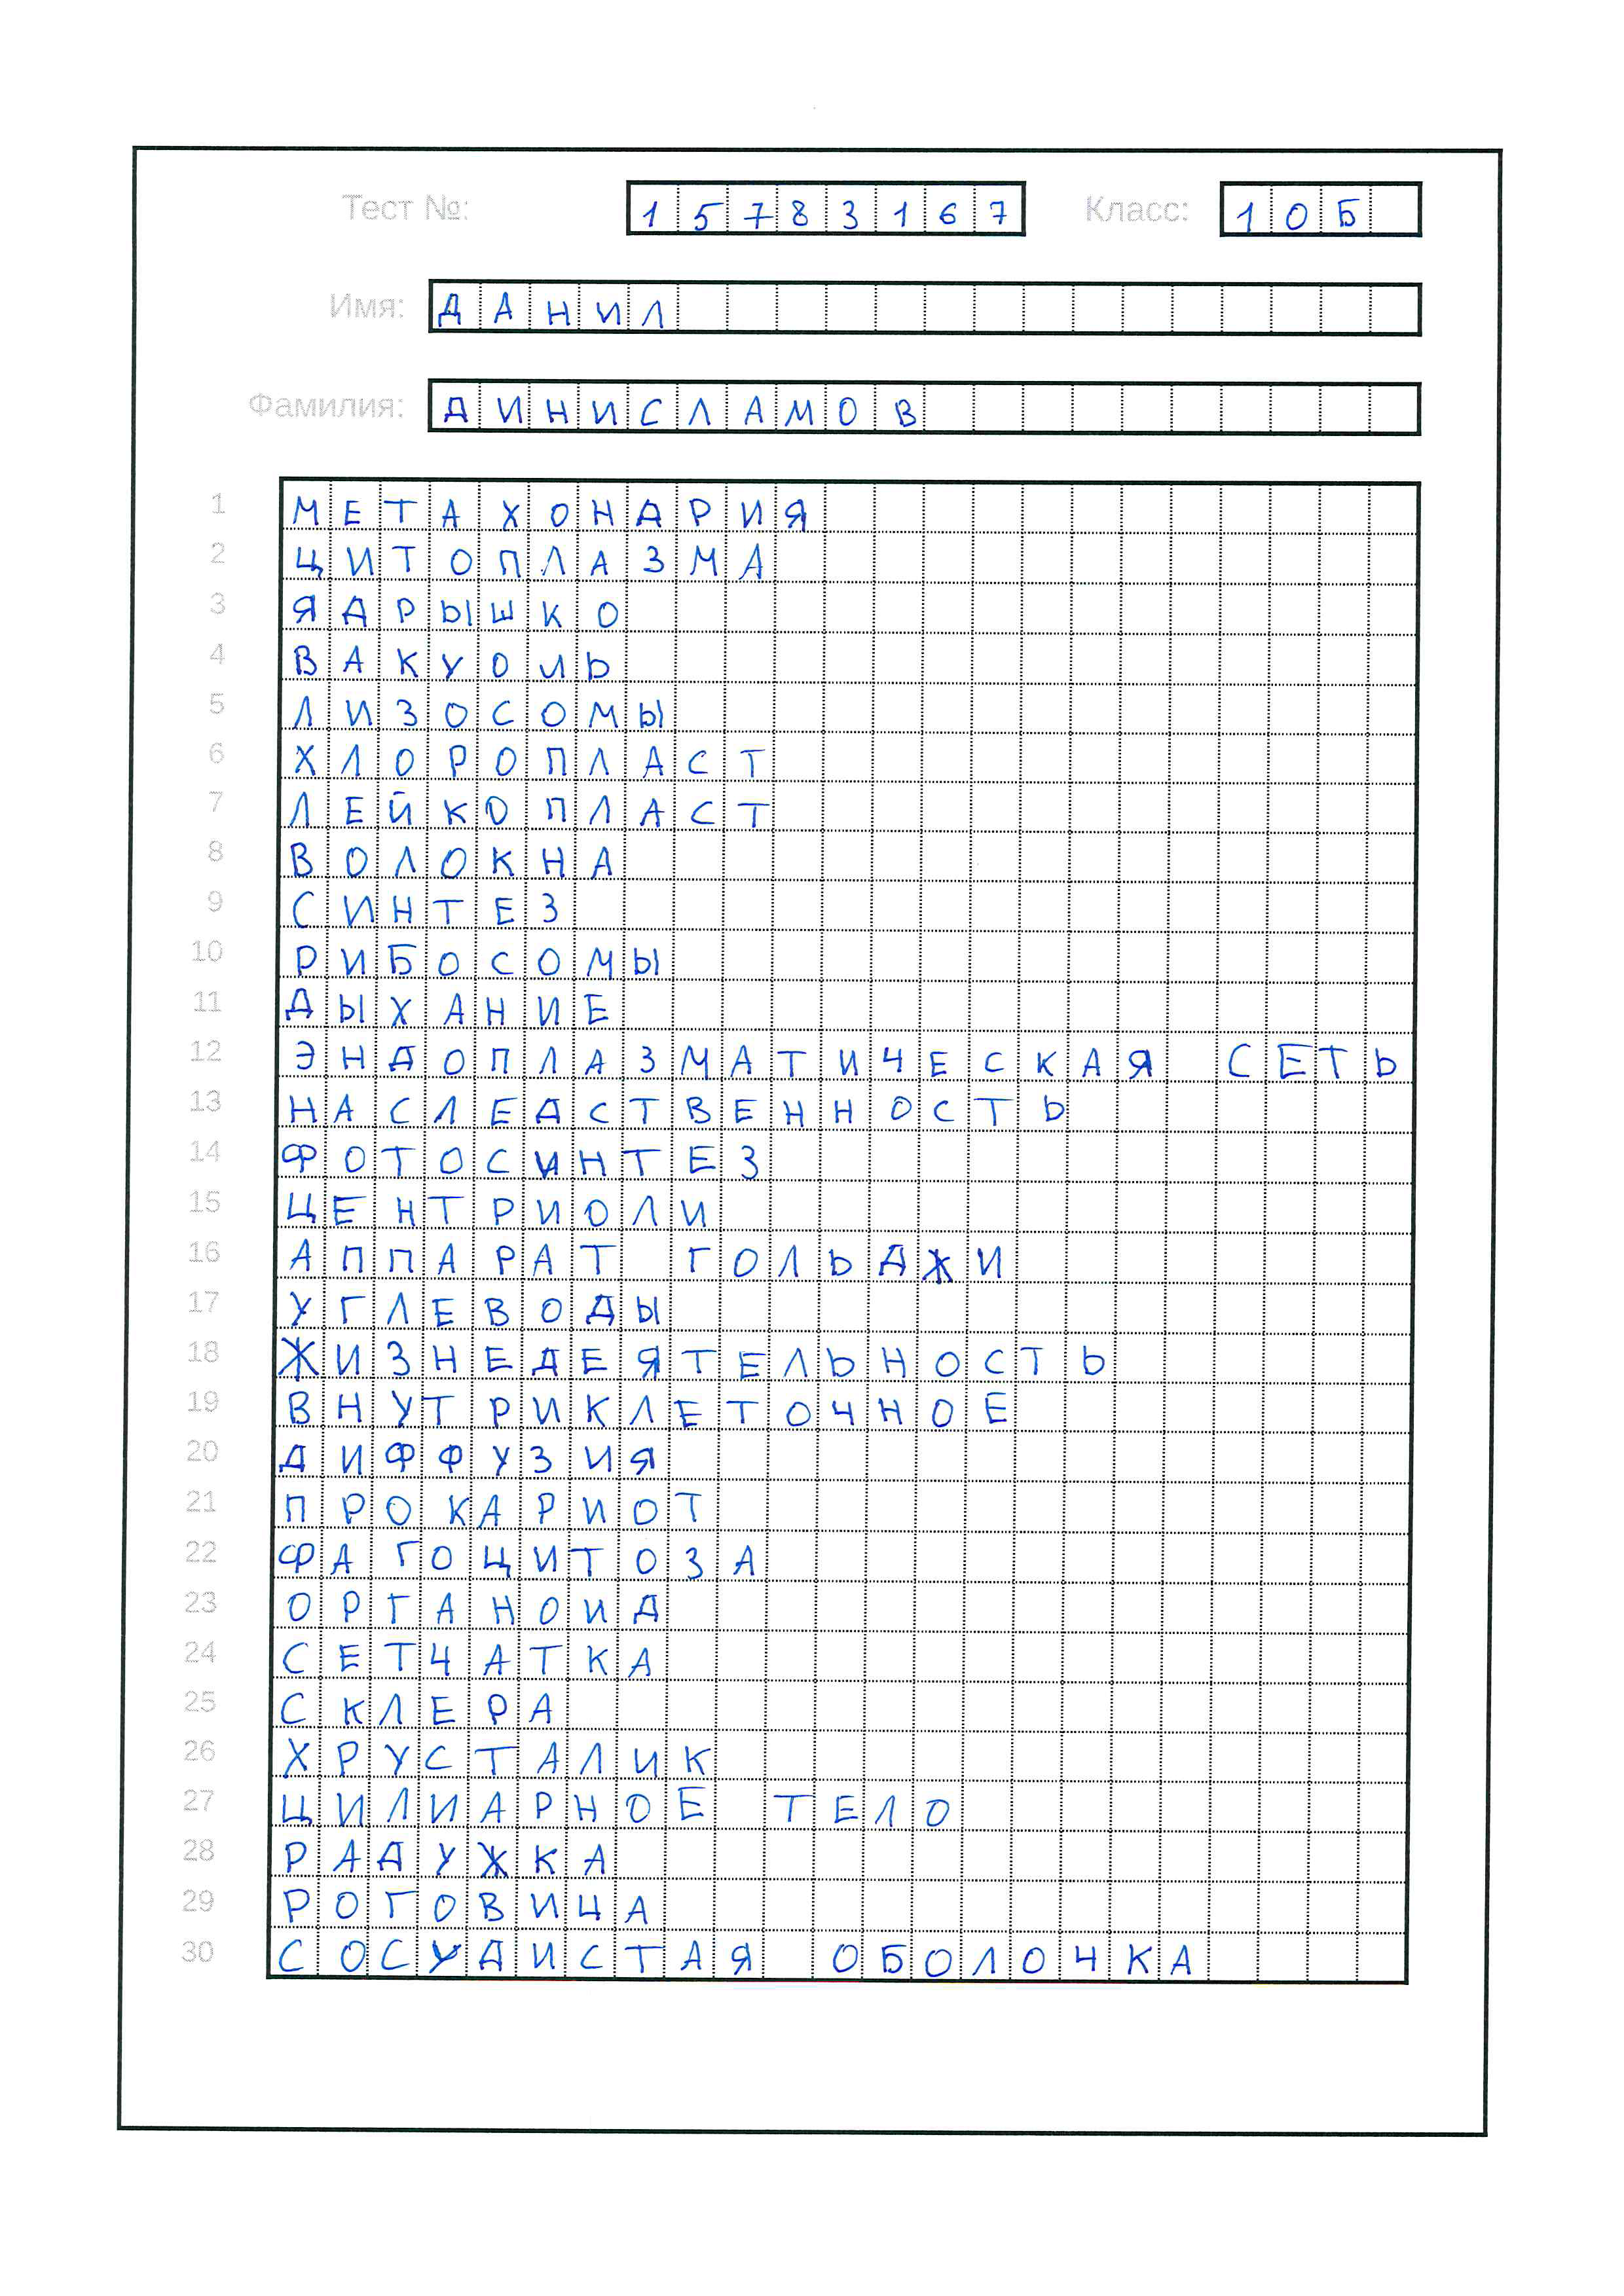 Тест №: 15783167 Класс: 10Б
Имя: ДАНИЛ
Фамилия: ДИНИСЛАМОВ
1 МЕТАХОНДРИЯ
2 ЦИТОПЛАЗМА
3 ЯДРЫШКО
4 ВАКУОЛЬ
5 ЛИЗОСОМЫ
6 ХЛОРОПЛАСТ
7 ЛЕЙКОПЛАСТ
8 ВОЛОКНА
9 СИНТЕЗ
10 РИБОСОМЫ
11 ДЫХАНИЕ
12 ЭНДОПЛАЗМАТИЧЕСКАЯ СЕТЬ
13 НАСЛЕДСТВЕННОСТЬ
14 ФОТОСИНТЕЗ
15 ЦЕНТРИОЛИ
16 АППАРАТ ГОЛЬДЖИ
17 УГЛЕВОДЫ
18 ЖИЗНЕДЕЯТЕЛЬНОСТЬ
19 ВНУТРИКЛЕТОЧНОЕ
20 ДИФФУЗИЯ
21 ПРОКАРИОТ
22 ФАГОЦИТОЗА
23 ОРГАНОИД
24 СЕТЧАТКА
25 СКЛЕРА
26 ХРУСТАЛИК
27 ЦИЛИАРНОЕ ТЕЛО
28 РАДУЖКА
29 РОГОВИЦА
30 СОСУДИСТАЯ ОБОЛОЧКА